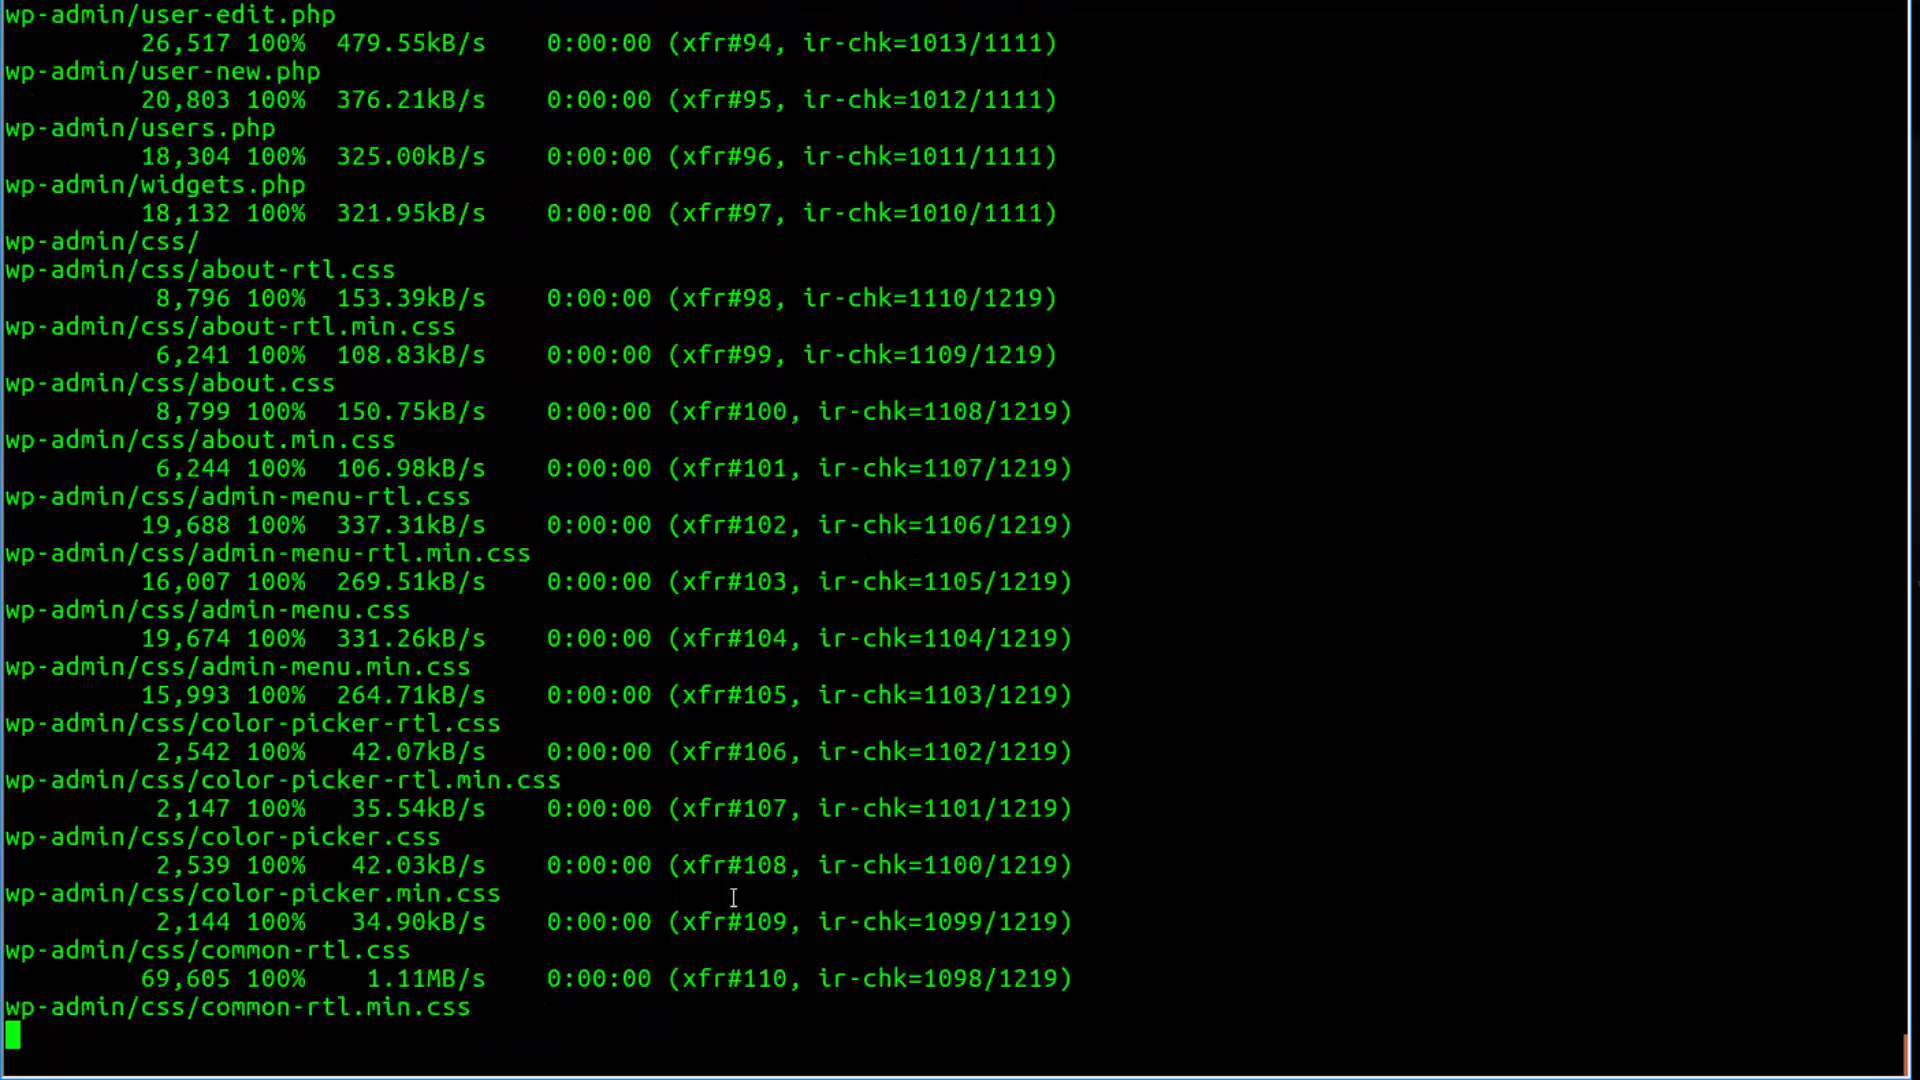 wp-admin/user-edit.php
26,517 100% 479.55kB/s 0:00:00 (xfr#94, ir-chk=1013/1111)
wp-admin/user-new.php
20,803 100% 376.21kB/s 0:00:00 (xfr#95, ir-chk=1012/1111)
wp-admin/users.php
18,304 100% 325.00kB/s 0:00:00 (xfr#96, ir-chk=1011/1111)
wp-admin/widgets.php
18,132 100% 321.95kB/s 0:00:00 (xfr#97, ir-chk=1010/1111)
wp-admin/css/
wp-admin/css/about-rtl.css
8,796 100% 153.39kB/s 0:00:00 (xfr#98, ir-chk=1110/1219)
wp-admin/css/about-rtl.min.css
6,241 100% 108.83kB/s 0:00:00 (xfr#99, ir-chk=1109/1219)
wp-admin/css/about.css
8,799 100% 150.75kB/s 0:00:00 (xfr#100, ir-chk=1108/1219)
wp-admin/css/about.min.css
6,244 100% 106.98kB/s 0:00:00 (xfr#101, ir-chk=1107/1219)
wp-admin/css/admin-menu-rtl.css
19,688 100% 337.31kB/s 0:00:00 (xfr#102, ir-chk=1106/1219)
wp-admin/css/admin-menu-rtl.min.css
16,007 100% 269.51kB/s 0:00:00 (xfr#103, ir-chk=1105/1219)
wp-admin/css/admin-menu.css
19,674 100% 331.26kB/s 0:00:00 (xfr#104, ir-chk=1104/1219)
wp-admin/css/admin-menu.min.css
15,993 100% 264.71kB/s 0:00:00 (xfr#105, ir-chk=1103/1219)
wp-admin/css/color-picker-rtl.css
2,542 100% 42.07kB/s 0:00:00 (xfr#106, ir-chk=1102/1219)
wp-admin/css/color-picker-rtl.min.css
2,147 100% 35.54kB/s 0:00:00 (xfr#107, ir-chk=1101/1219)
wp-admin/css/color-picker.css
2,539 100% 42.03kB/s 0:00:00 (xfr#108, ir-chk=1100/1219)
wp-admin/css/color-picker.min.css
2,144 100% 34.90kB/s 0:00:00 (xfr#109, ir-chk=1099/1219)
wp-admin/css/common-rtl.css
69,605 100% 1.11MB/s 0:00:00 (xfr#110, ir-chk=1098/1219)
wp-admin/css/common-rtl.min.css